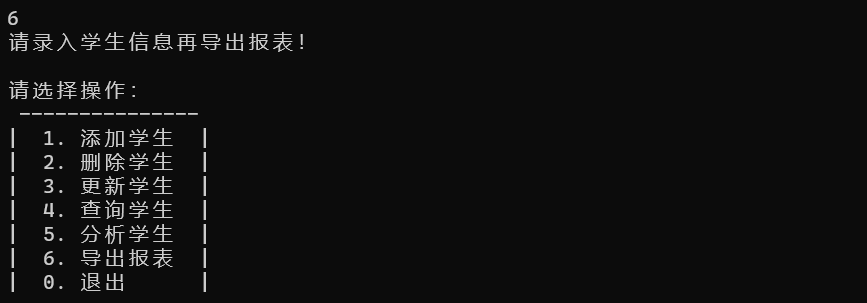 6
请录入学生信息再导出报表!
请选择操作:
---------------
|  1. 添加学生  |
|  2. 删除学生  |
|  3. 更新学生  |
|  4. 查询学生  |
|  5. 分析学生  |
|  6. 导出报表  |
|  0. 退出      |